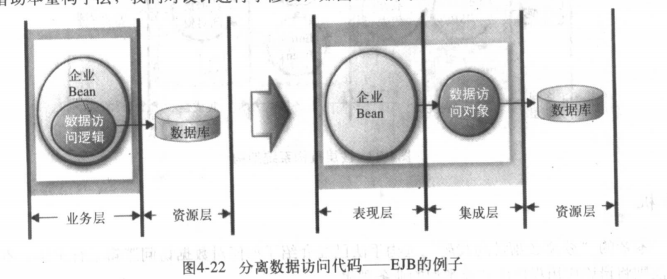 企业
Bean
数据访
问逻辑
数据库
业务层
资源层
企业
Bean
数据访
问对象
数据库
表现层
集成层
资源层
图4-22 分离数据访问代码——EJB的例子